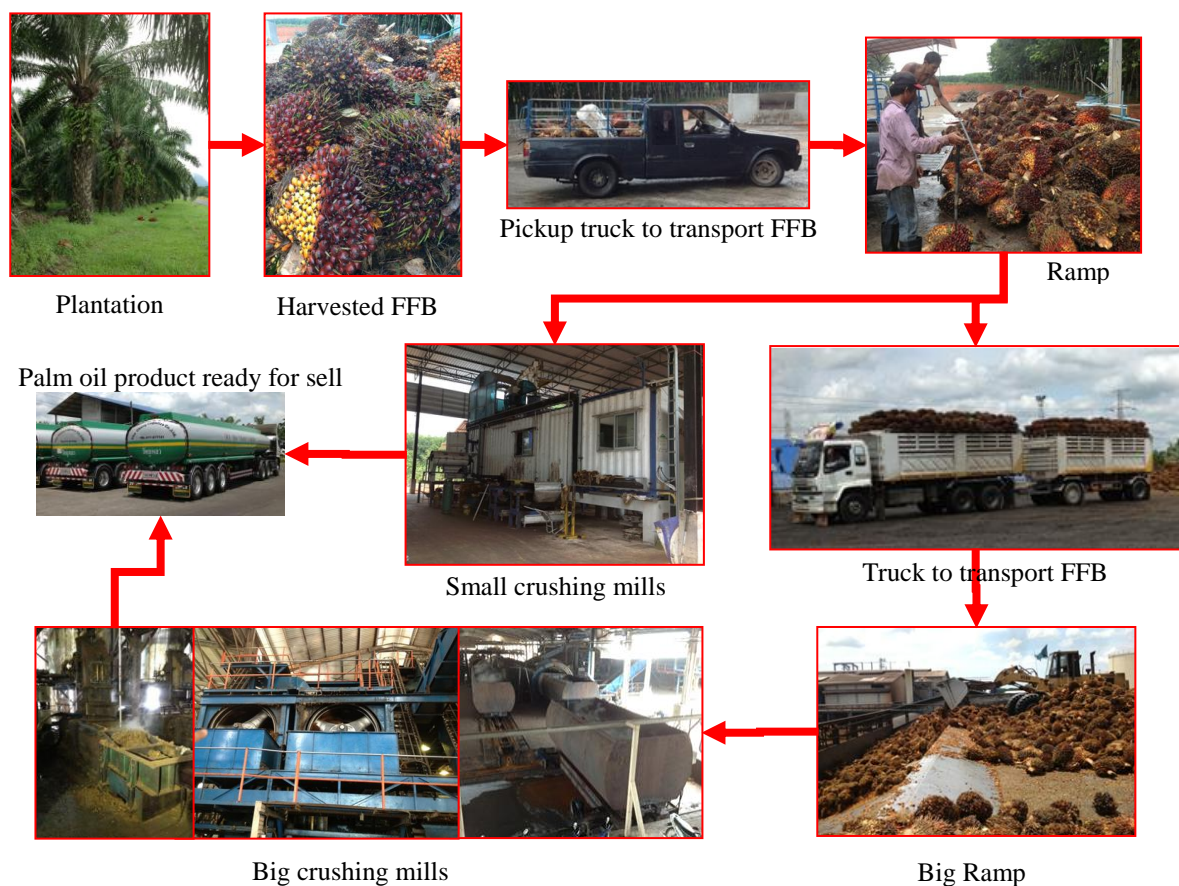 Plantation
Harvested FFB
Pickup truck to transport FFB
Ramp
Palm oil product ready for sell
Small crushing mills
Truck to transport FFB
Big crushing mills
Big Ramp